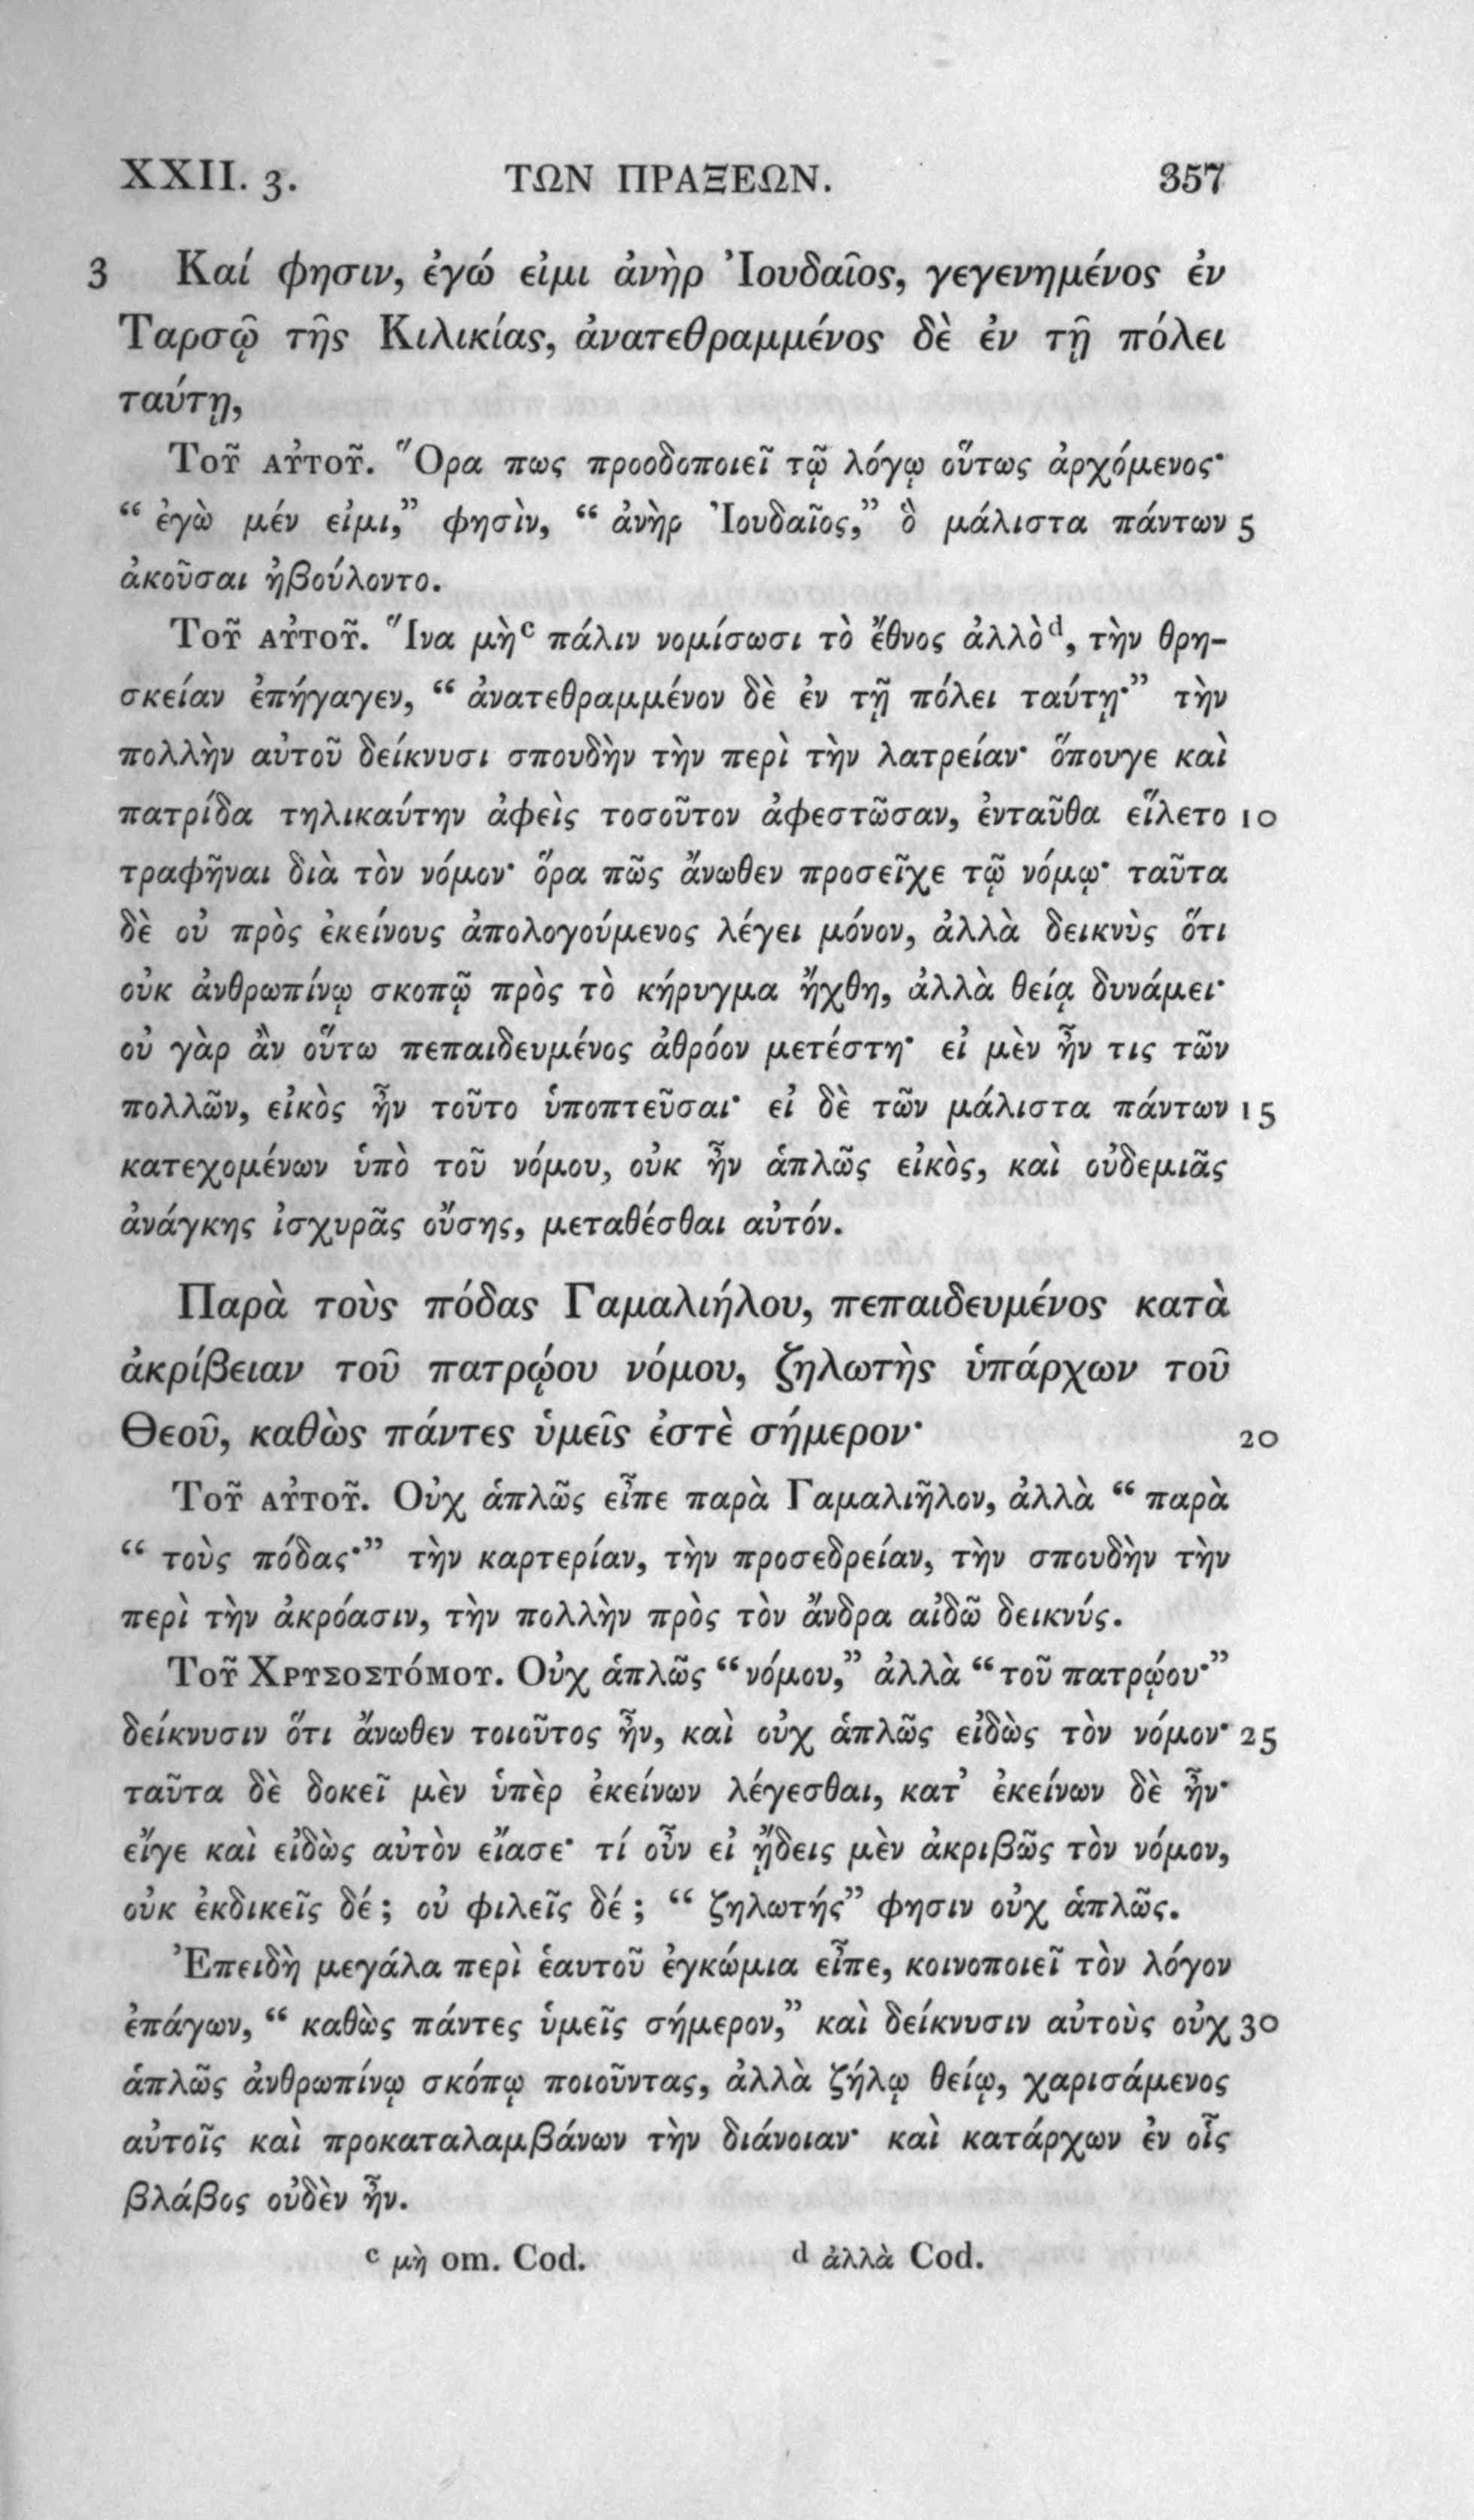 XXII. 3. ΤΩΝ ΠΡΑΞΕΩΝ. 357
3 Καί φησιν, ἐγώ εἰμι ἀνὴρ Ἰουδαῖος, γεγενημένος ἐν
Ταρσῷ τῆς Κιλικίας, ἀνατεθραμμένος δὲ ἐν τῇ πόλει
ταύτῃ,
Τοῦ αὐτοῦ. Ὅρα πως προοδοποιεῖ τῷ λόγῳ οὕτως ἀρχόμενος·
“ ἐγὼ μέν εἰμι,” φησὶν, “ ἀνὴρ Ἰουδαῖος,” ὃ μάλιστα πάντων 5
ἀκοῦσαι ἠβούλοντο.
Τοῦ αὐτοῦ. Ἵνα μὴc πάλιν νομίσωσι τὸ ἔθνος ἀλλὸd, τὴν θρη-
σκείαν ἐπήγαγεν, “ ἀνατεθραμμένον δὲ ἐν τῇ πόλει ταύτῃ·” τὴν
πολλὴν αὐτοῦ δείκνυσι σπουδὴν τὴν περὶ τὴν λατρείαν· ὅπουγε καὶ
πατρίδα τηλικαύτην ἀφεὶς τοσοῦτον ἀφεστῶσαν, ἐνταῦθα εἵλετο 10
τραφῆναι διὰ τὸν νόμον· ὅρα πῶς ἄνωθεν προσεῖχε τῷ νόμῳ· ταῦτα
δὲ οὐ πρὸς ἐκείνους ἀπολογούμενος λέγει μόνον, ἀλλὰ δεικνὺς ὅτι
οὐκ ἀνθρωπίνῳ σκοπῷ πρὸς τὸ κήρυγμα ἤχθη, ἀλλὰ θείᾳ δυνάμει·
οὐ γὰρ ἂν οὕτω πεπαιδευμένος ἀθρόον μετέστη· εἰ μὲν ἦν τις τῶν
πολλῶν, εἰκὸς ἦν τοῦτο ὑποπτεῦσαι· εἰ δὲ τῶν μάλιστα πάντων 15
κατεχομένων ὑπὸ τοῦ νόμου, οὐκ ἦν ἁπλῶς εἰκὸς, καὶ οὐδεμιᾶς
ἀνάγκης ἰσχυρᾶς οὔσης, μεταθέσθαι αὐτόν.
Παρὰ τοὺς πόδας Γαμαλιήλου, πεπαιδευμένος κατὰ
ἀκρίβειαν τοῦ πατρῴου νόμου, ζηλωτὴς ὑπάρχων τοῦ
Θεοῦ, καθὼς πάντες ὑμεῖς ἐστὲ σήμερον· 20
Τοῦ αὐτοῦ. Οὐχ ἁπλῶς εἶπε παρὰ Γαμαλιῆλον, ἀλλὰ “ παρὰ
“ τοὺς πόδας·” τὴν καρτερίαν, τὴν προσεδρείαν, τὴν σπουδὴν τὴν
περὶ τὴν ἀκρόασιν, τὴν πολλὴν πρὸς τὸν ἄνδρα αἰδῶ δεικνύς.
Τοῦ Χρυσοστόμου. Οὐχ ἁπλῶς “ νόμου,” ἀλλὰ “ τοῦ πατρῴου·”
δείκνυσιν ὅτι ἄνωθεν τοιοῦτος ἦν, καὶ οὐχ ἁπλῶς εἰδὼς τὸν νόμον· 25
ταῦτα δὲ δοκεῖ μὲν ὑπὲρ ἐκείνων λέγεσθαι, κατ’ ἐκείνων δὲ ἦν·
εἴγε καὶ εἰδὼς αὐτὸν εἴασε· τί οὖν εἰ ᾔδεις μὲν ἀκριβῶς τὸν νόμον,
οὐκ ἐκδικεῖς δέ ; οὐ φιλεῖς δέ ; “ ζηλωτής” φησιν οὐχ ἁπλῶς.
Ἐπειδὴ μεγάλα περὶ ἑαυτοῦ ἐγκώμια εἶπε, κοινοποιεῖ τὸν λόγον
ἐπάγων, “ καθὼς πάντες ὑμεῖς σήμερον,” καὶ δείκνυσιν αὐτοὺς οὐχ 30
ἁπλῶς ἀνθρωπίνῳ σκόπῳ ποιοῦντας, ἀλλὰ ζήλῳ θείῳ, χαρισάμενος
αὐτοῖς καὶ προκαταλαμβάνων τὴν διάνοιαν· καὶ κατάρχων ἐν οἷς
βλάβος οὐδὲν ἦν.
c μὴ om. Cod. d ἀλλὰ Cod.